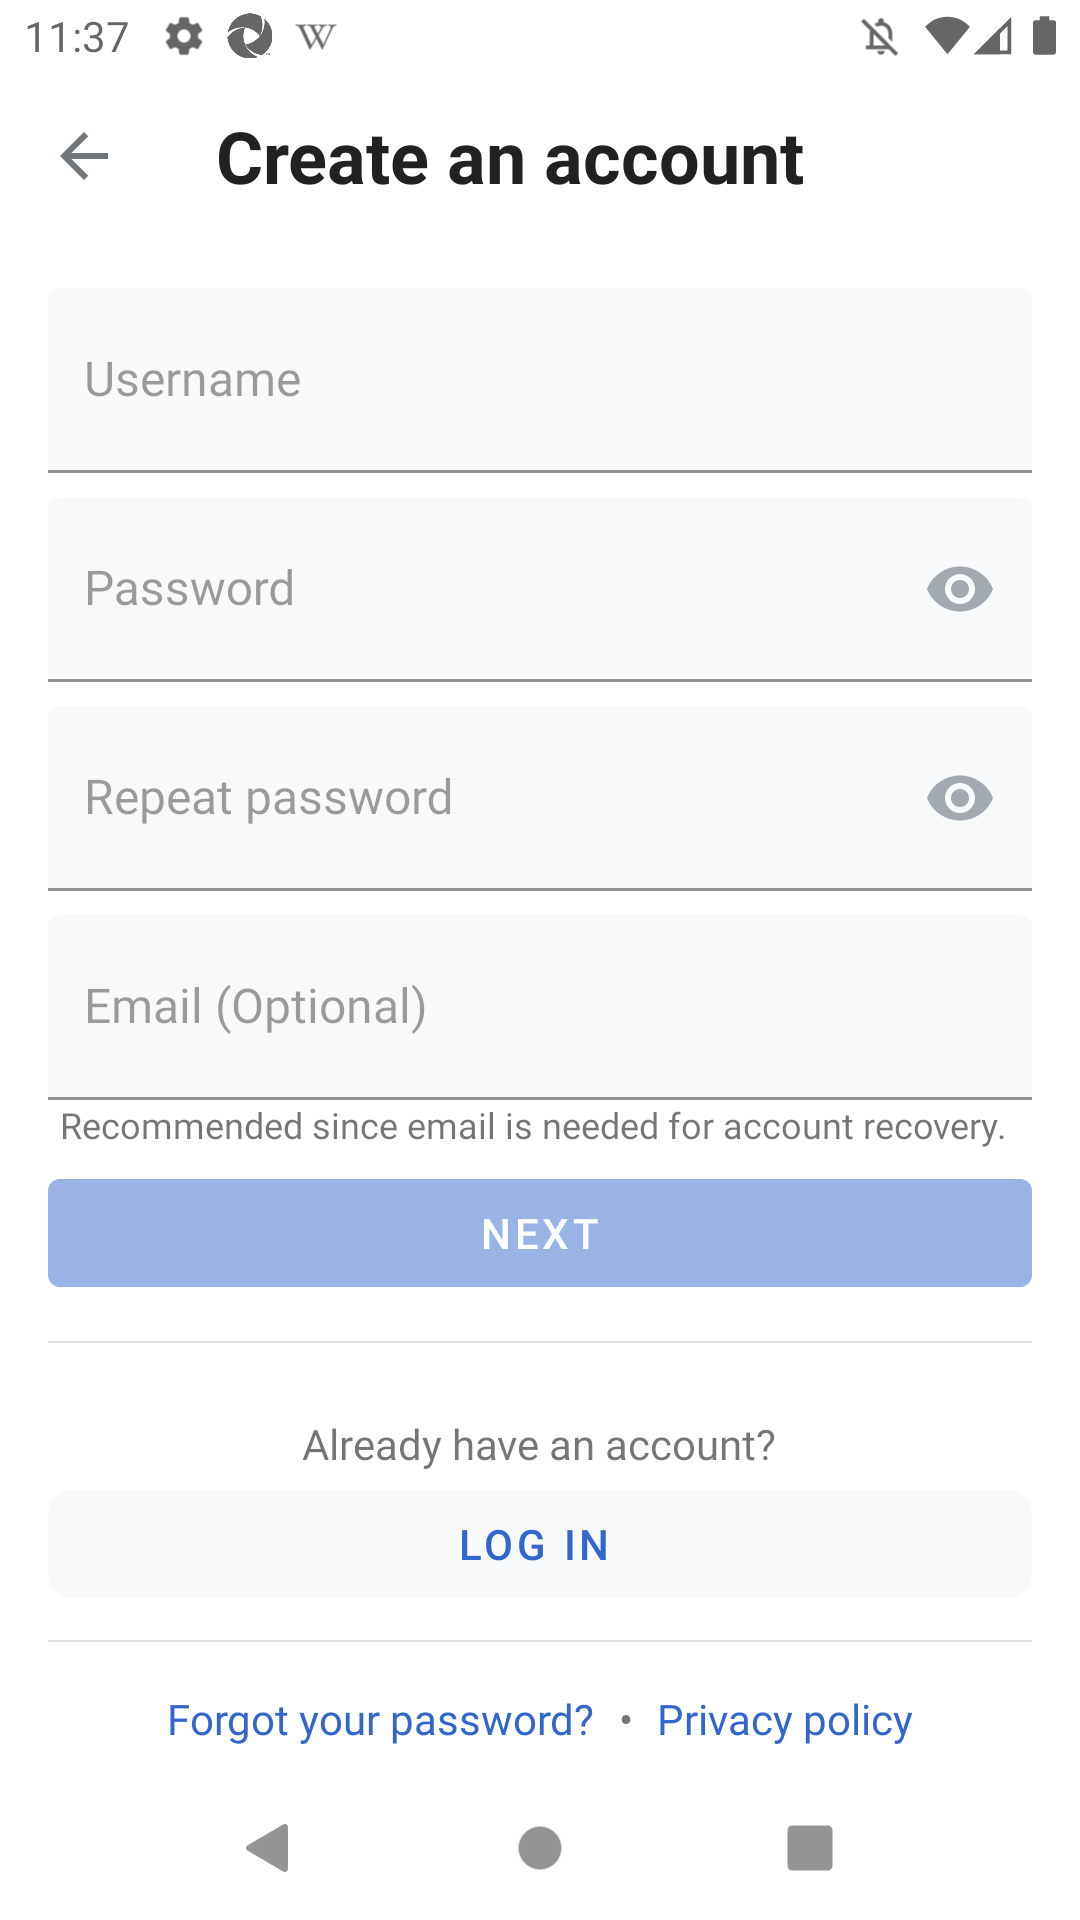 11:37 W
Create an account
Username
Password
Repeat password
Email (Optional)
Recommended since email is needed for account recovery.
NEXT
Already have an account?
LOG IN
Forgot your password? • Privacy policy